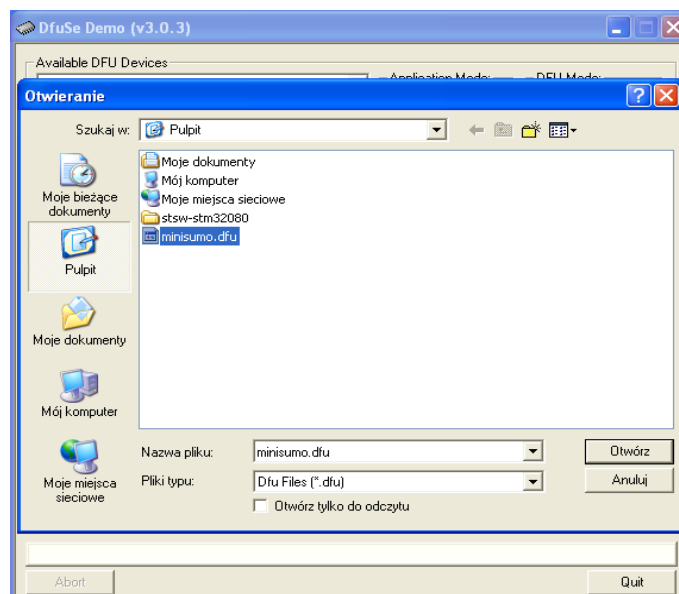 DfuSe Demo (v3.0.3)
Available DFU Devices
Application Mode: DFU Mode:
Otwieranie
Szukaj w: Pulpit
Moje bieżące
dokumenty
Pulpit
Moje dokumenty
Mój komputer
Moje miejsca
sieciowe
Moje dokumenty
Mój komputer
Moje miejsca sieciowe
stsw-stm32080
minisumo.dfu
Nazwa pliku: minisumo.dfu Otwórz
Pliki typu: Dfu Files (*.dfu) Anuluj
Otwórz tylko do odczytu
Abort Quit